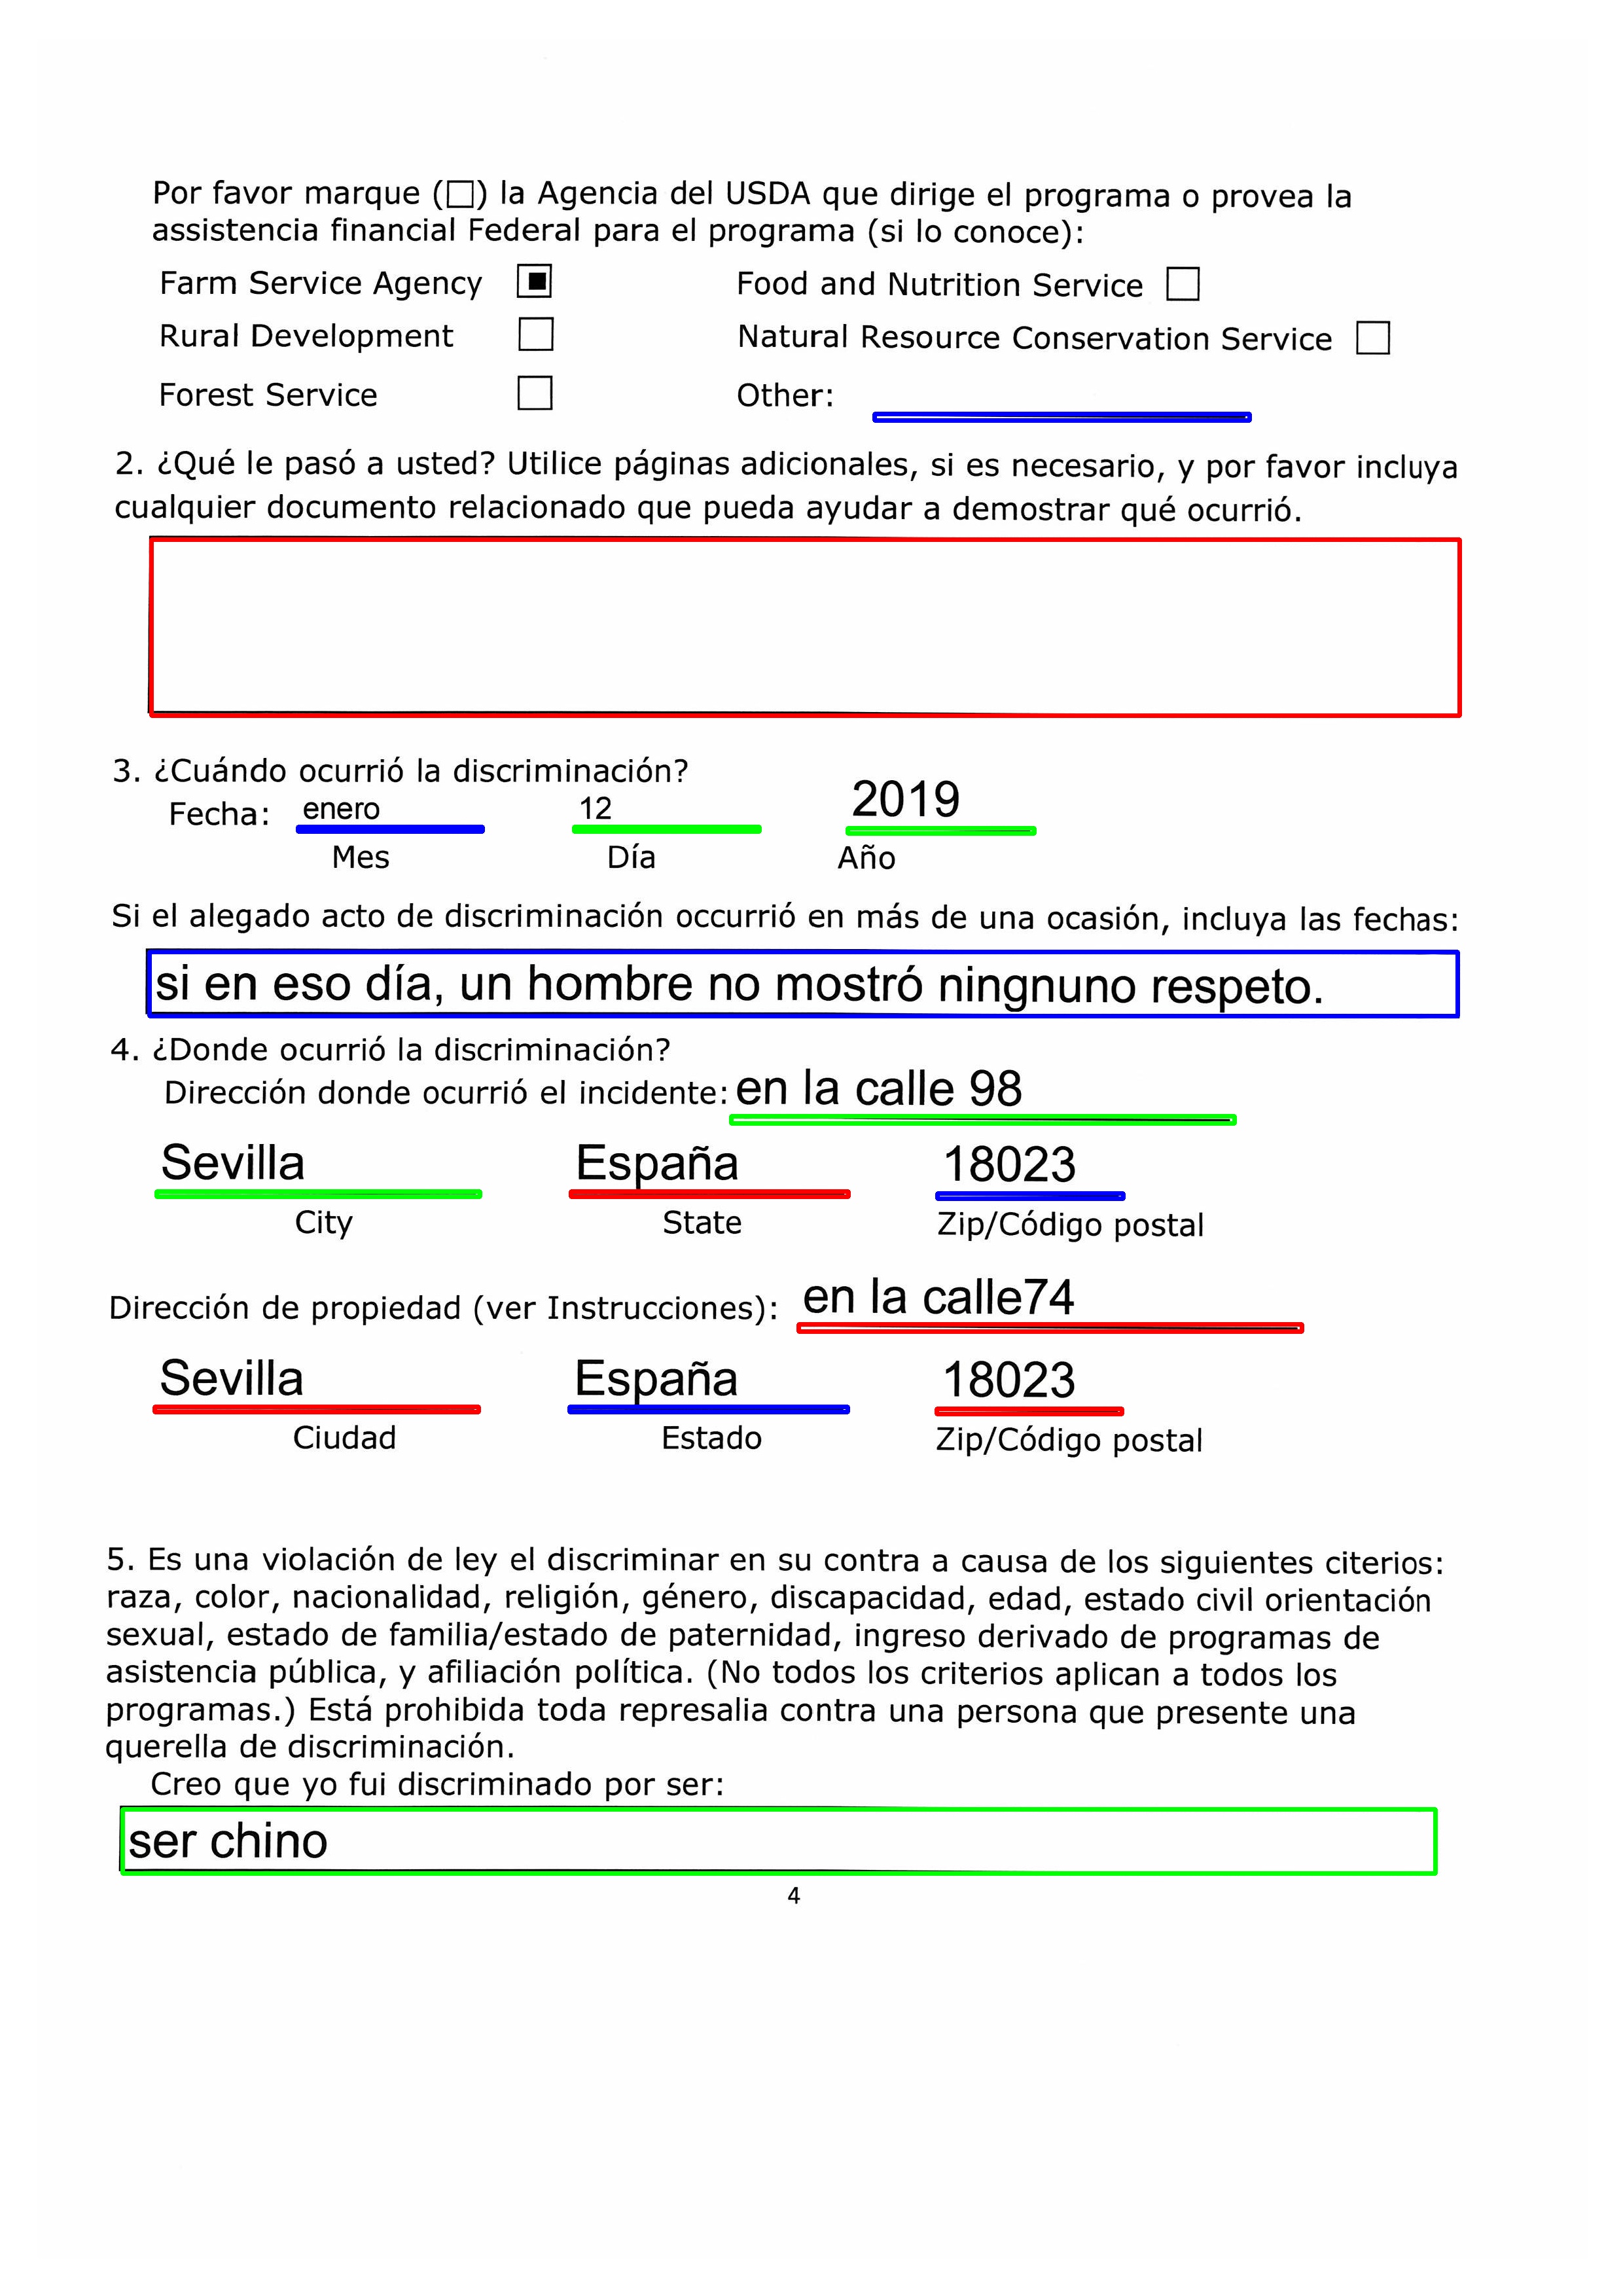 Por favor marque (☐) la Agencia del USDA que dirige el programa o provea la
assistencia financial Federal para el programa (si lo conoce):
Farm Service Agency ▣ Food and Nutrition Service ☐
Rural Development ☐ Natural Resource Conservation Service ☐
Forest Service ☐ Other:
2. ¿Qué le pasó a usted? Utilice páginas adicionales, si es necesario, y por favor incluya
cualquier documento relacionado que pueda ayudar a demostrar qué ocurrió.
3. ¿Cuándo ocurrió la discriminación?
Fecha: enero 12 2019
Mes Día Año
Si el alegado acto de discriminación occurrió en más de una ocasión, incluya las fechas:
si en eso día, un hombre no mostró ningnuno respeto.
4. ¿Donde ocurrió la discriminación?
Dirección donde ocurrió el incidente: en la calle 98
Sevilla España 18023
City State Zip/Código postal
Dirección de propiedad (ver Instrucciones): en la calle74
Sevilla España 18023
Ciudad Estado Zip/Código postal
5. Es una violación de ley el discriminar en su contra a causa de los siguientes citerios:
raza, color, nacionalidad, religión, género, discapacidad, edad, estado civil orientación
sexual, estado de familia/estado de paternidad, ingreso derivado de programas de
asistencia pública, y afiliación política. (No todos los criterios aplican a todos los
programas.) Está prohibida toda represalia contra una persona que presente una
querella de discriminación.
Creo que yo fui discriminado por ser:
ser chino
4